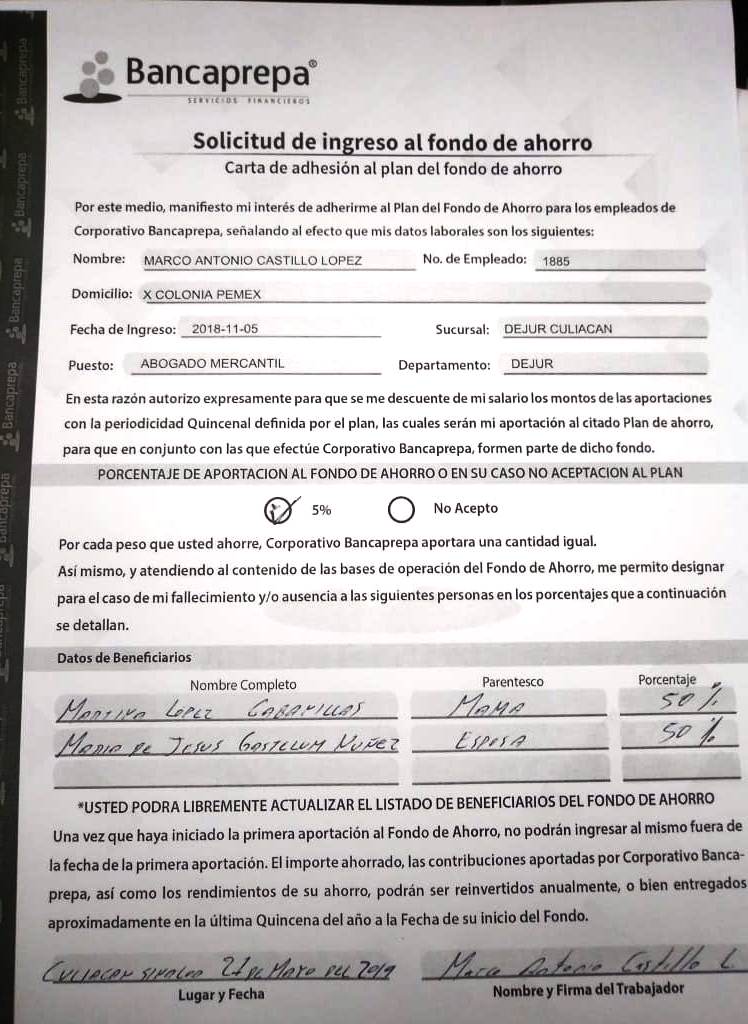 Bancaprepa®
SERVICIOS FINANCIEROS
Solicitud de ingreso al fondo de ahorro
Carta de adhesión al plan del fondo de ahorro
Por este medio, manifiesto mi interés de adherirme al Plan del Fondo de Ahorro para los empleados de
Corporativo Bancaprepa, señalando al efecto que mis datos laborales son los siguientes:
Nombre: MARCO ANTONIO CASTILLO LOPEZ No. de Empleado: 1885
Domicilio: X COLONIA PEMEX
Fecha de Ingreso: 2018-11-05 Sucursal: DEJUR CULIACAN
Puesto: ABOGADO MERCANTIL Departamento: DEJUR
En esta razón autorizo expresamente para que se me descuente de mi salario los montos de las aportaciones
con la periodicidad Quincenal definida por el plan, las cuales serán mi aportación al citado Plan de ahorro,
para que en conjunto con las que efectúe Corporativo Bancaprepa, formen parte de dicho fondo.
PORCENTAJE DE APORTACION AL FONDO DE AHORRO O EN SU CASO NO ACEPTACION AL PLAN
5% No Acepto
Por cada peso que usted ahorre, Corporativo Bancaprepa aportara una cantidad igual.
Así mismo, y atendiendo al contenido de las bases de operación del Fondo de Ahorro, me permito designar
para el caso de mi fallecimiento y/o ausencia a las siguientes personas en los porcentajes que a continuación
se detallan.
Datos de Beneficiarios
Nombre Completo Parentesco Porcentaje
LOPEZ MAMA 50%
MARIA DE JESUS GASTELUM NUÑEZ ESPOSA 50%
*USTED PODRA LIBREMENTE ACTUALIZAR EL LISTADO DE BENEFICIARIOS DEL FONDO DE AHORRO
Una vez que haya iniciado la primera aportación al Fondo de Ahorro, no podrán ingresar al mismo fuera de
la fecha de la primera aportación. El importe ahorrado, las contribuciones aportadas por Corporativo Banca-
prepa, así como los rendimientos de su ahorro, podrán ser reinvertidos anualmente, o bien entregados
aproximadamente en la última Quincena del año a la Fecha de su inicio del Fondo.
CULIACAN SINALOA 21 DE MAYO DEL 2019 Marco Antonio Castillo L.
Lugar y Fecha Nombre y Firma del Trabajador
Bancaprepa
Bancaprepa
Bancaprepa
Bancaprepa
Bancaprepa
Bancaprepa